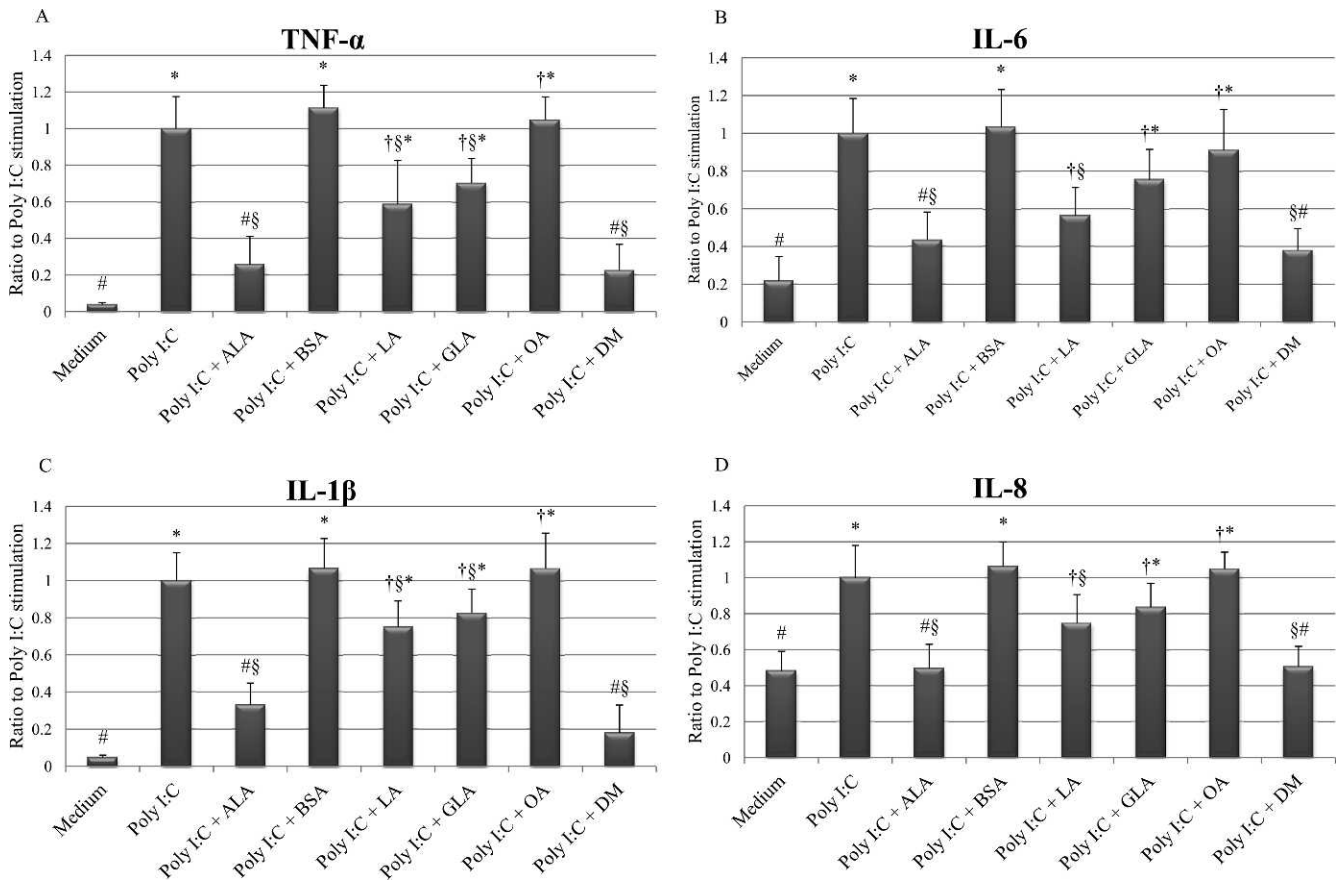 A
TNF-α
Ratio to Poly I:C stimulation
1.4
1.2
1
0.8
0.6
0.4
0.2
0
#
*
#§
*
†§*
†§*
†*
#§
Medium
Poly I:C
Poly I:C + ALA
Poly I:C + BSA
Poly I:C + LA
Poly I:C + GLA
Poly I:C + OA
Poly I:C + DM
B
IL-6
Ratio to Poly I:C stimulation
1.4
1.2
1
0.8
0.6
0.4
0.2
0
#
*
#§
*
†§
†*
†*
§#
Medium
Poly I:C
Poly I:C + ALA
Poly I:C + BSA
Poly I:C + LA
Poly I:C + GLA
Poly I:C + OA
Poly I:C + DM
C
IL-1β
Ratio to Poly I:C stimulation
1.4
1.2
1
0.8
0.6
0.4
0.2
0
#
*
#§
*
†§*
†§*
†*
#§
Medium
Poly I:C
Poly I:C + ALA
Poly I:C + BSA
Poly I:C + LA
Poly I:C + GLA
Poly I:C + OA
Poly I:C + DM
D
IL-8
Ratio to Poly I:C stimulation
1.4
1.2
1
0.8
0.6
0.4
0.2
0
#
*
#§
*
†§
†*
†*
§#
Medium
Poly I:C
Poly I:C + ALA
Poly I:C + BSA
Poly I:C + LA
Poly I:C + GLA
Poly I:C + OA
Poly I:C + DM